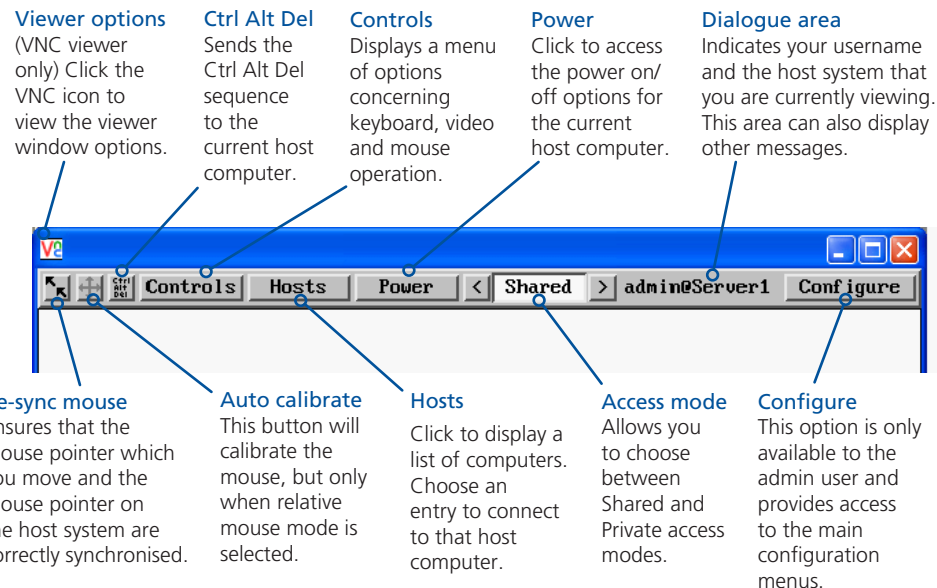 Viewer options
(VNC viewer
only) Click the
VNC icon to
view the viewer
window options.
Ctrl Alt Del
Sends the
Ctrl Alt Del
sequence
to the
current host
computer.
Controls
Displays a menu
of options
concerning
keyboard, video
and mouse
operation.
Power
Click to access
the power on/
off options for
the current
host computer.
Dialogue area
Indicates your username
and the host system that
you are currently viewing.
This area can also display
other messages.
Ctrl
Alt
Del
Controls
Hosts
Power
<
Shared
>
admin@Server1
Configure
e-sync mouse
nsures that the
ouse pointer which
ou move and the
ouse pointer on
e host system are
orrectly synchronised.
Auto calibrate
This button will
calibrate the
mouse, but only
when relative
mouse mode is
selected.
Hosts
Click to display a
list of computers.
Choose an
entry to connect
to that host
computer.
Access mode
Allows you
to choose
between
Shared and
Private access
modes.
Configure
This option is only
available to the
admin user and
provides access
to the main
configuration
menus.